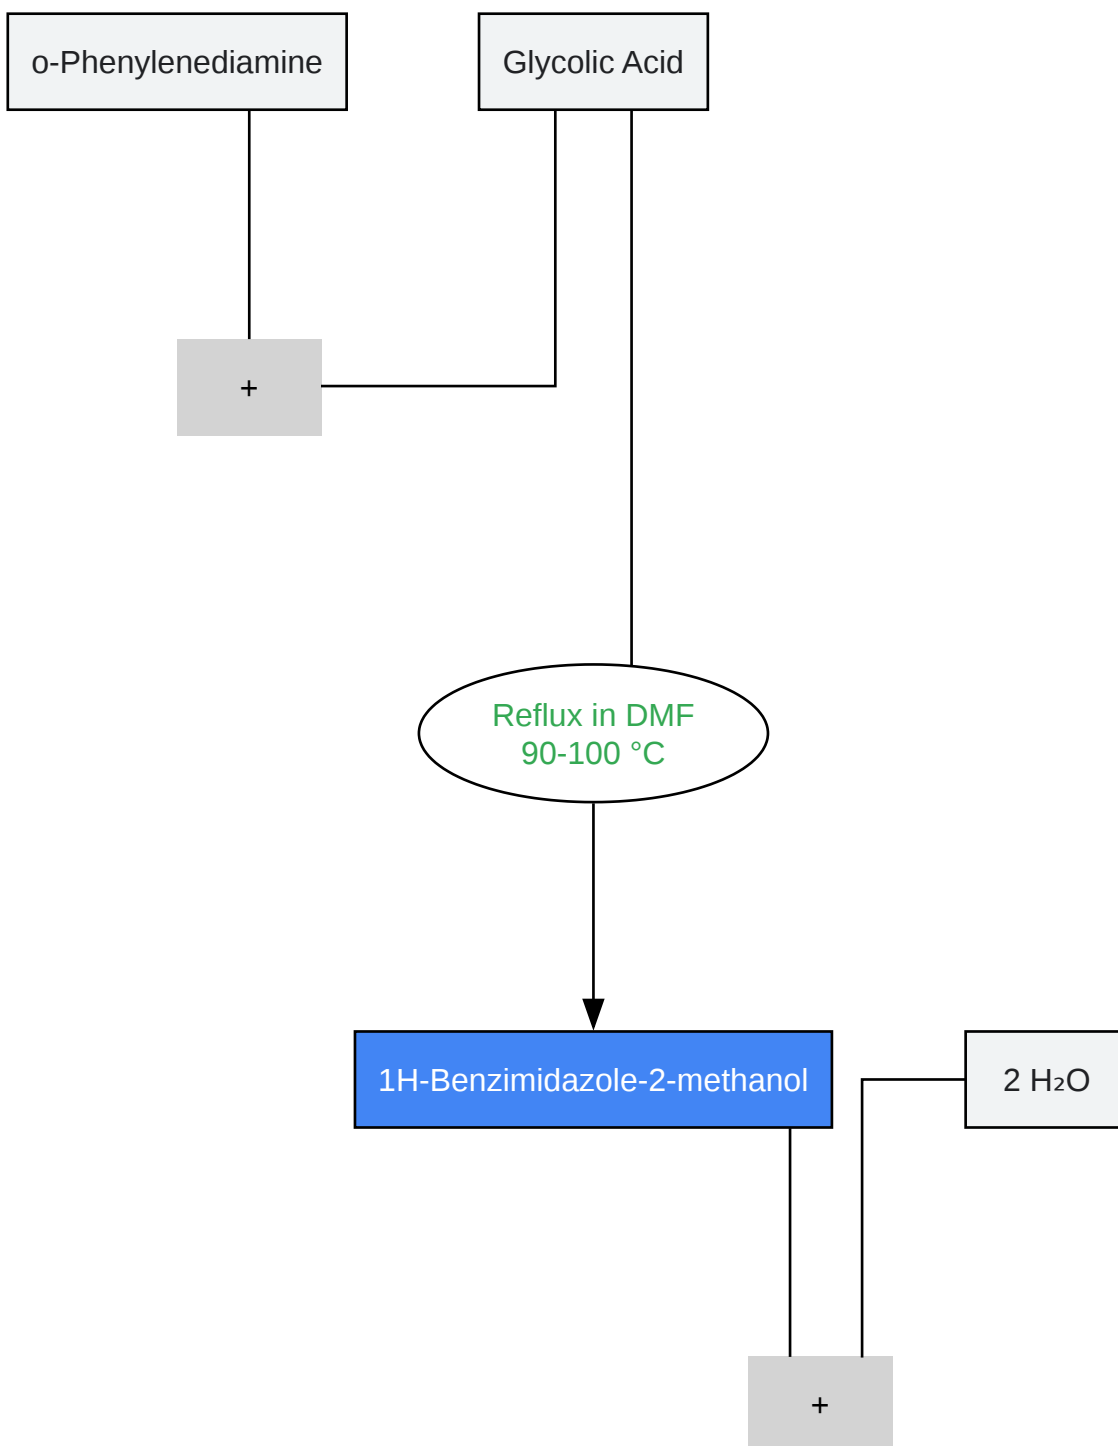 o-Phenylenediamine
Glycolic Acid
+
Reflux in DMF
90-100 °C
1H-Benzimidazole-2-methanol
2 H₂O
+